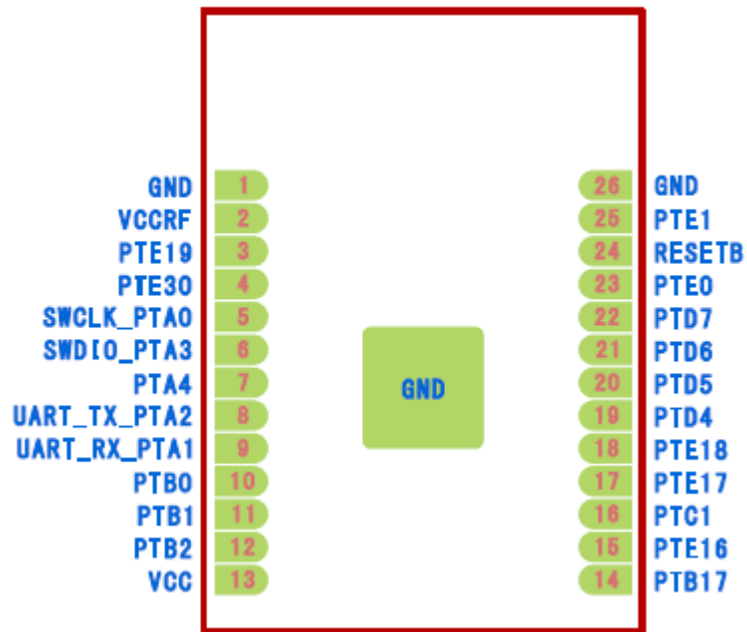 GND 1 26 GND
VCCRF 2 25 PTE1
PTE19 3 24 RESETB
PTE30 4 23 PTE0
SWCLK_PTA0 5 22 PTD7
SWDIO_PTA3 6 21 PTD6
PTA4 7 GND 20 PTD5
UART_TX_PTA2 8 19 PTD4
UART_RX_PTA1 9 18 PTE18
PTB0 10 17 PTE17
PTB1 11 16 PTC1
PTB2 12 15 PTE16
VCC 13 14 PTB17